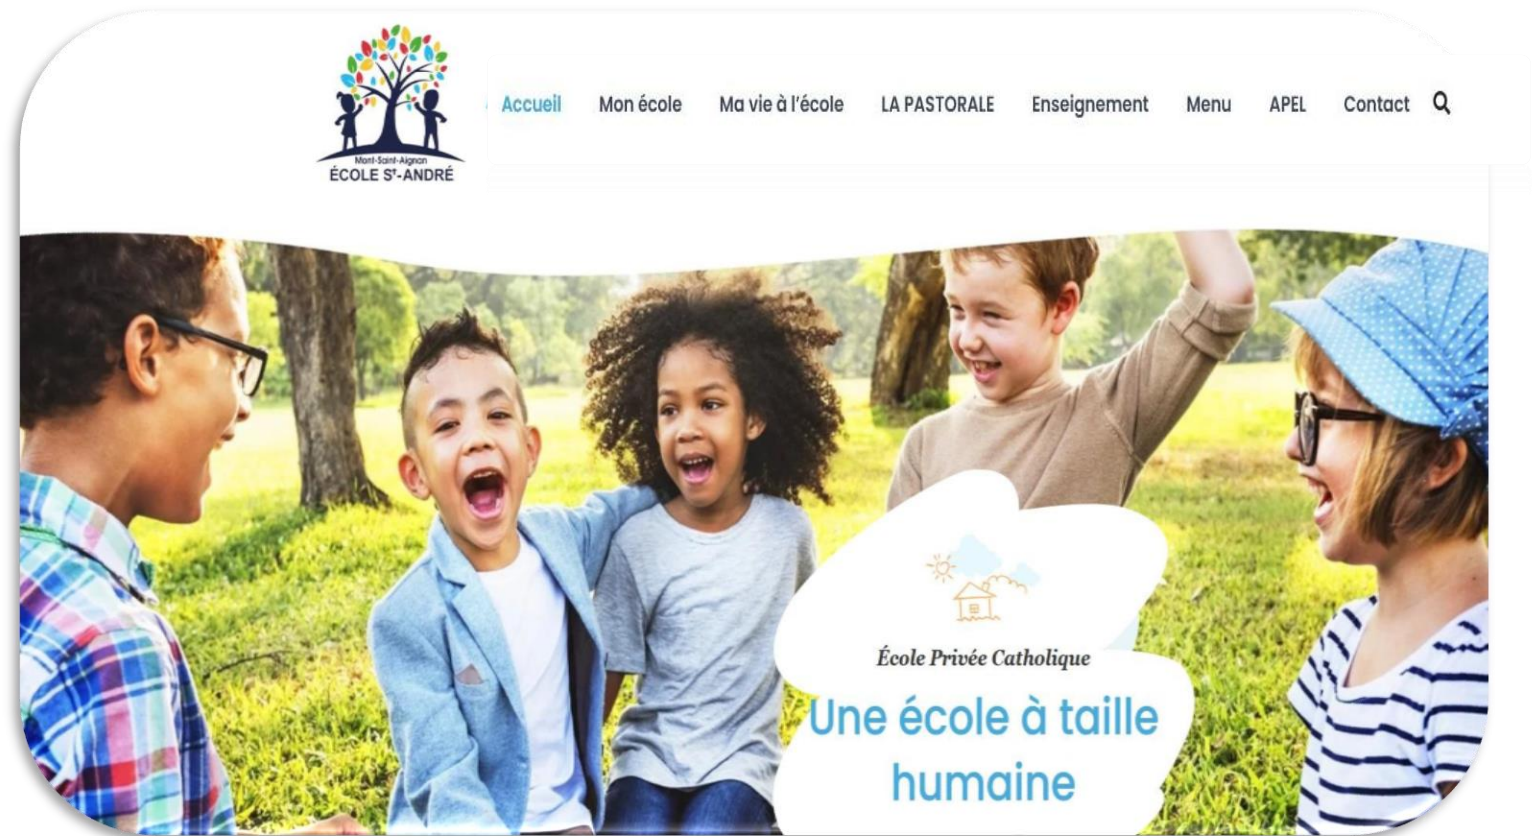 Mont-Saint-Aignan
ÉCOLE Sᵗ-ANDRÉ
Accueil Mon école Ma vie à l'école LA PASTORALE Enseignement Menu APEL Contact
École Privée Catholique
Une école à taille
humaine